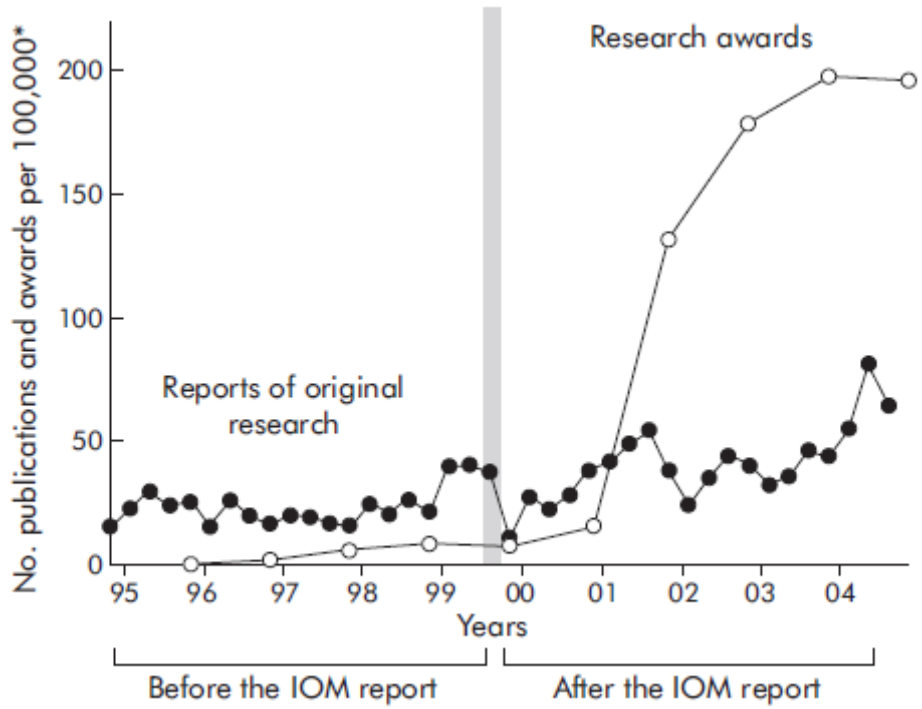 No. publications and awards per 100,000*
200
150
100
50
0
Research awards
Reports of original
research
95 96 97 98 99 00 01 02 03 04
Years
Before the IOM report After the IOM report